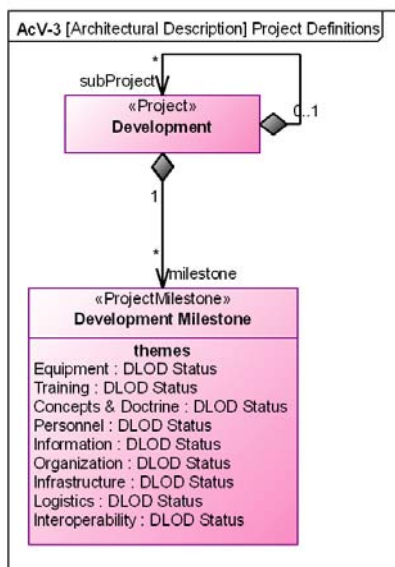 AcV-3 [Architectural Description] Project Definitions
*
subProject
«Project»
Development
0..1
1
*
milestone
«ProjectMilestone»
Development Milestone
themes
Equipment : DLOD Status
Training : DLOD Status
Concepts & Doctrine : DLOD Status
Personnel : DLOD Status
Information : DLOD Status
Organization : DLOD Status
Infrastructure : DLOD Status
Logistics : DLOD Status
Interoperability : DLOD Status